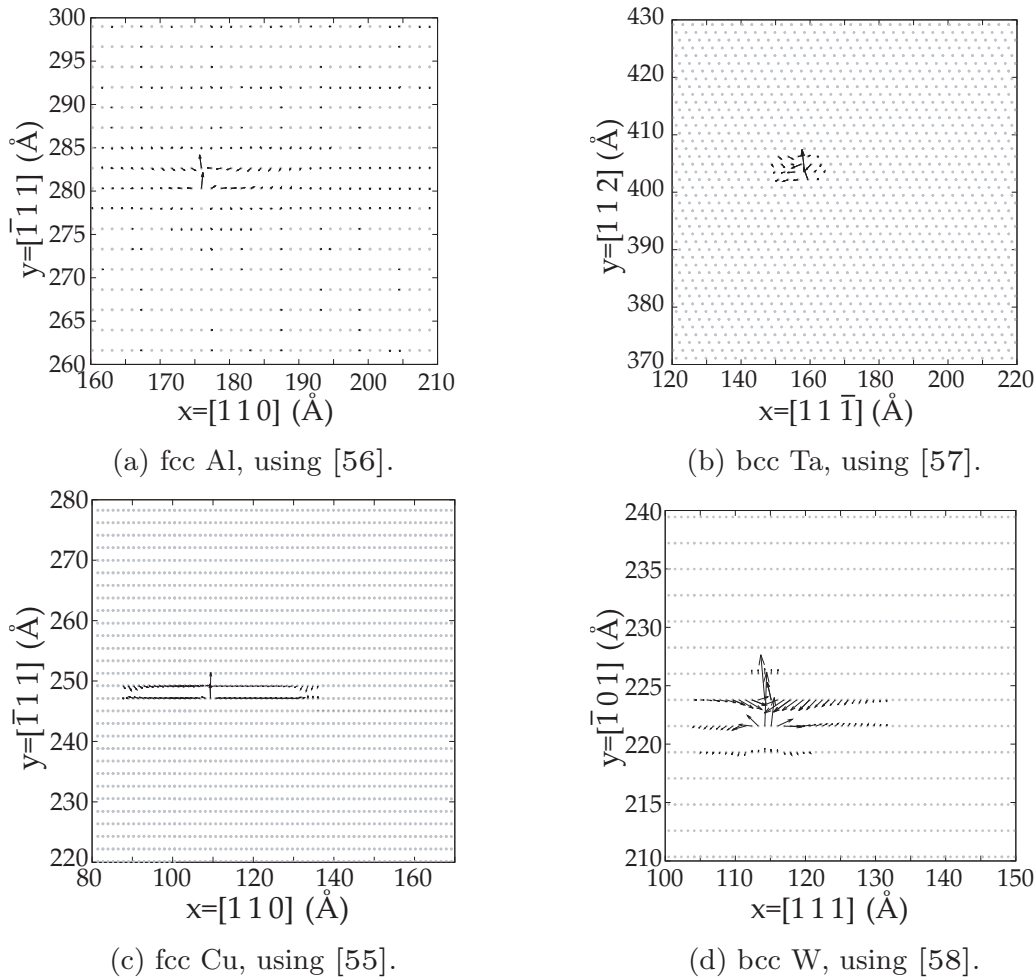 300
295
290
285
280
275
270
265
260
160 170 180 190 200 210
y=[1̅ 1 1] (Å)
x=[1 1 0] (Å)
(a) fcc Al, using [56].
430
420
410
400
390
380
370
120 140 160 180 200 220
y=[1 1 2] (Å)
x=[1 1 1̅] (Å)
(b) bcc Ta, using [57].
280
270
260
250
240
230
220
80 100 120 140 160
y=[1̅ 1 1] (Å)
x=[1 1 0] (Å)
(c) fcc Cu, using [55].
240
235
230
225
220
215
210
100 110 120 130 140 150
y=[1̅ 0 1] (Å)
x=[1 1 1] (Å)
(d) bcc W, using [58].